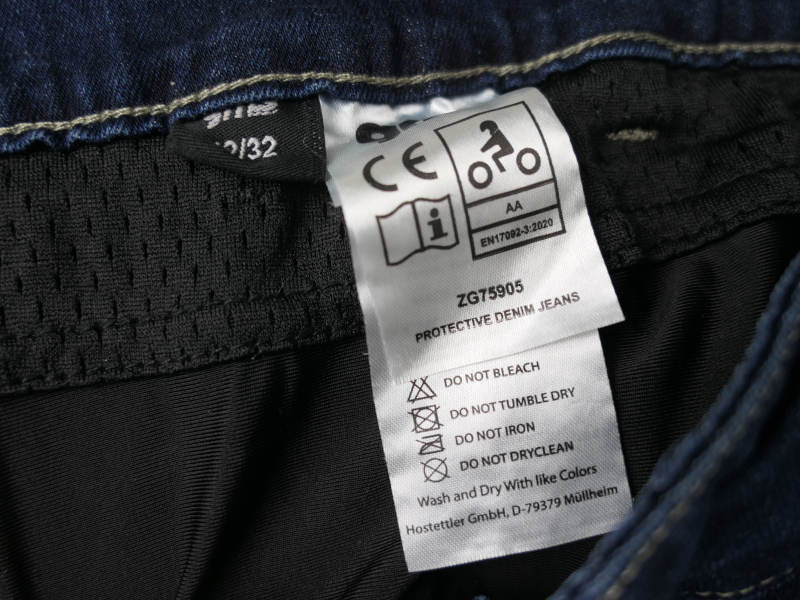 /32
CE
i
AA
EN17092-3:2020
ZG75905
PROTECTIVE DENIM JEANS
DO NOT BLEACH
DO NOT TUMBLE DRY
DO NOT IRON
DO NOT DRYCLEAN
Wash and Dry With like Colors
Hostettler GmbH, D-79379 Müllheim